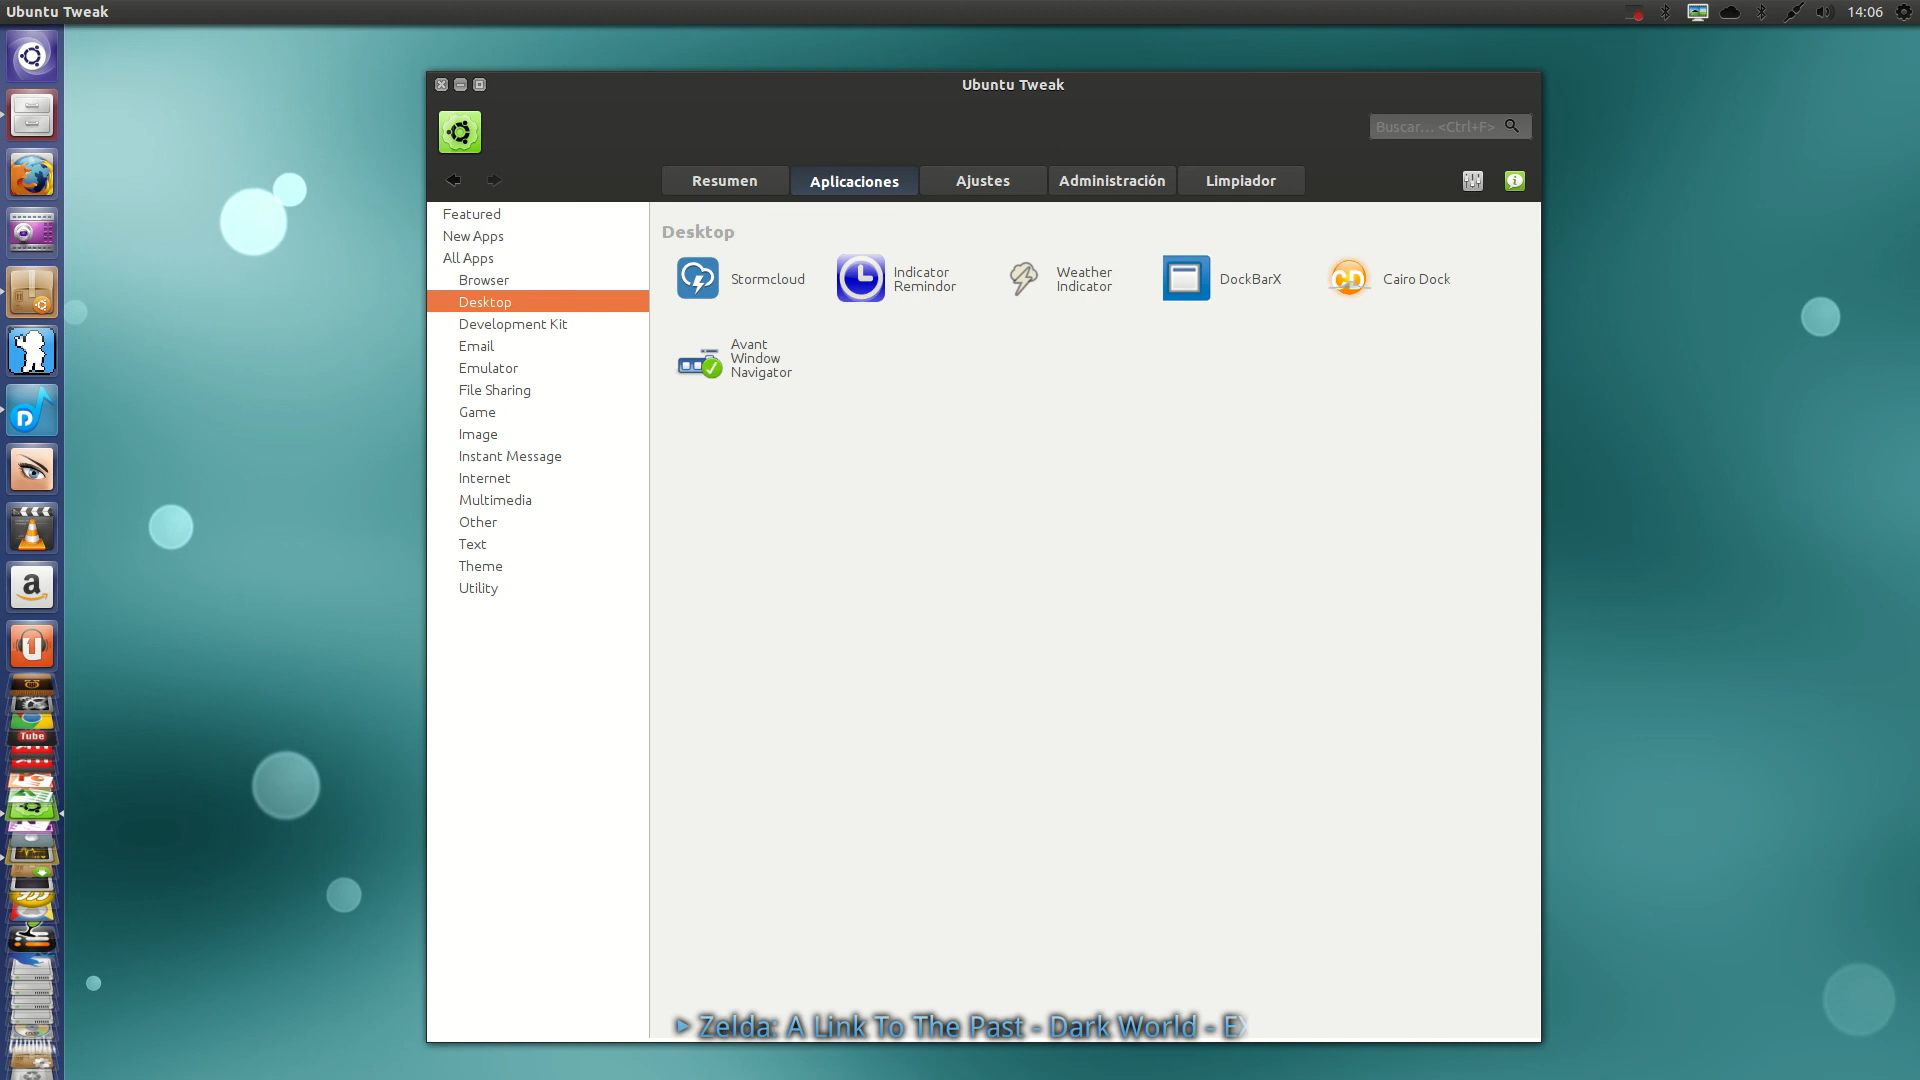 Ubuntu Tweak
14:06
Ubuntu Tweak
Buscar... <Ctrl+F>
Resumen
Aplicaciones
Ajustes
Administración
Limpiador
Featured
New Apps
All Apps
Browser
Desktop
Development Kit
Email
Emulator
File Sharing
Game
Image
Instant Message
Internet
Multimedia
Other
Text
Theme
Utility
Desktop
Stormcloud
Indicator
Remindor
Weather
Indicator
DockBarX
Cairo Dock
Avant
Window
Navigator
Tube
Zelda: A Link To The Past - Dark World - EX